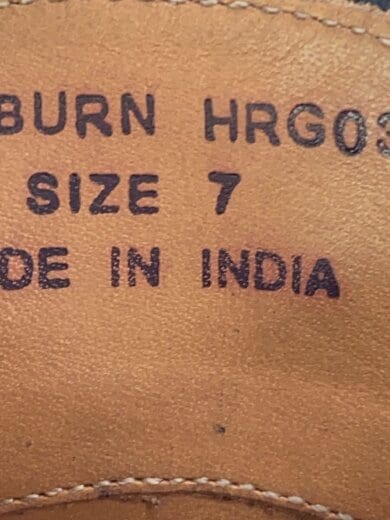 BURN HRG03
SIZE 7
DE IN INDIA